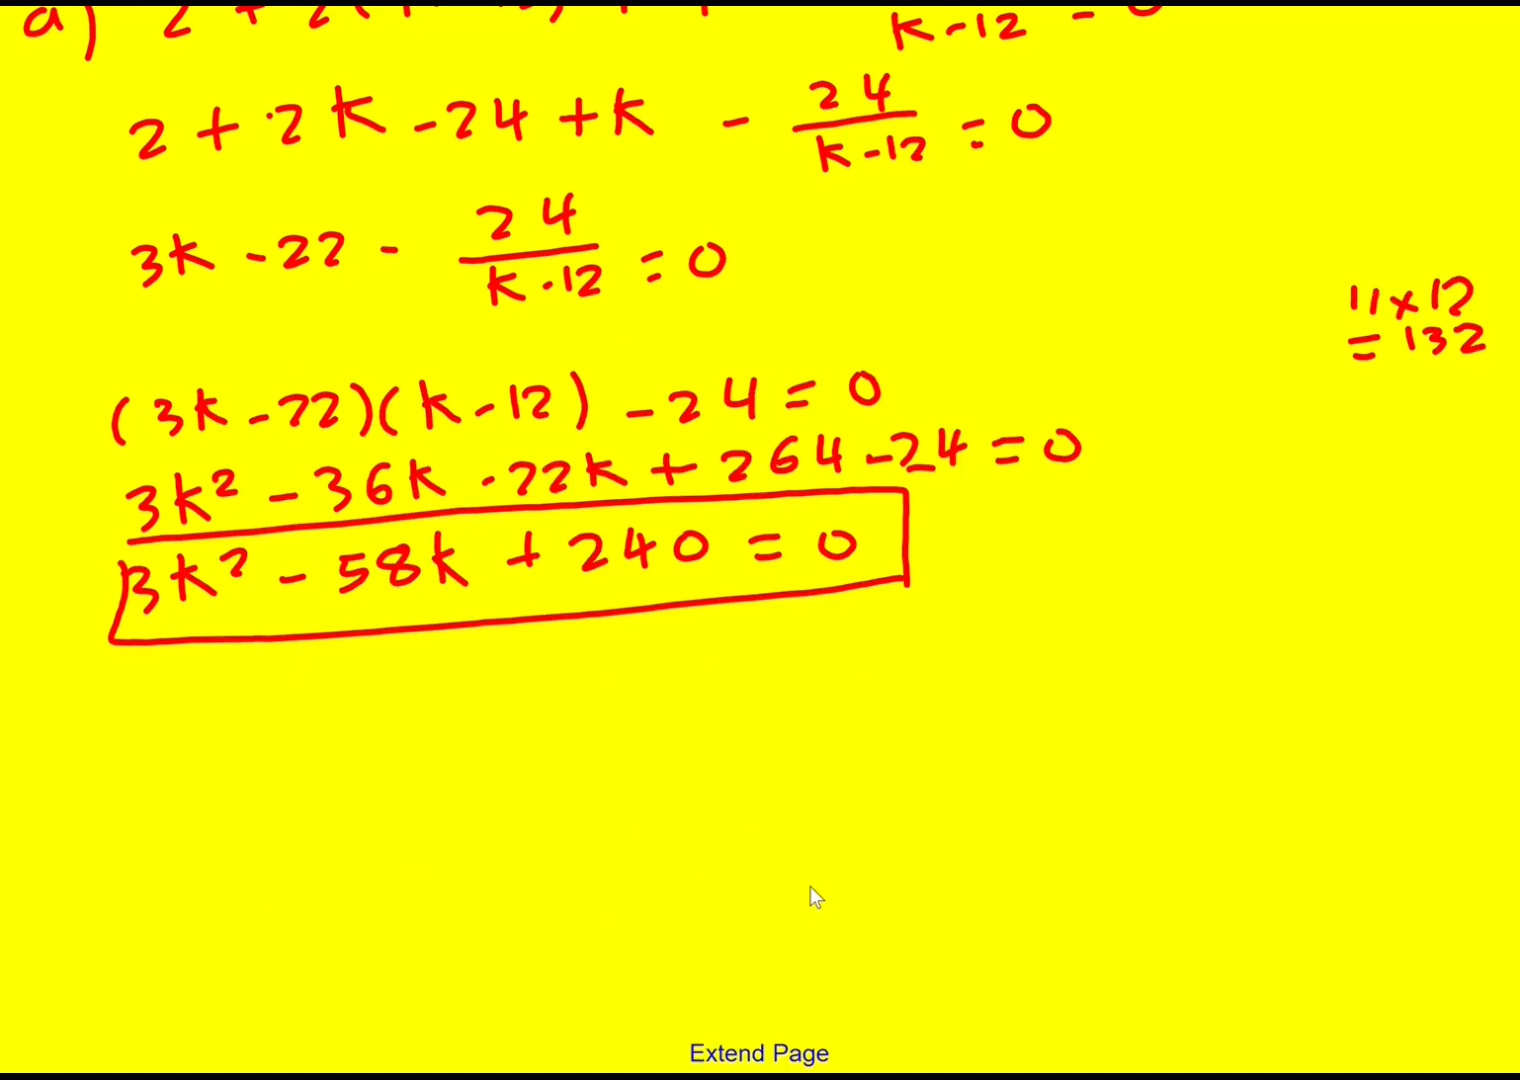 a)
k-12 = 0
2 + 2k - 24 + k - 24/(k-12) = 0
3k - 22 - 24/(k-12) = 0
11 x 12
= 132
(3k - 22)(k - 12) - 24 = 0
3k² - 36k - 22k + 264 - 24 = 0
3k² - 58k + 240 = 0
Extend Page